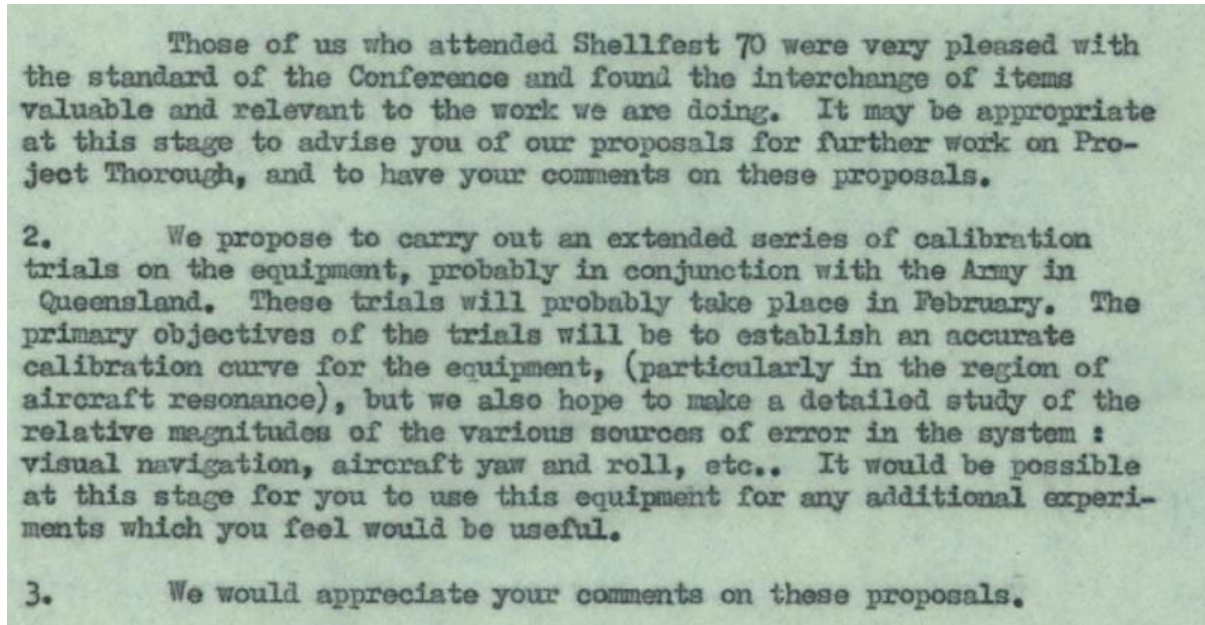 Those of us who attended Shellfest 70 were very pleased with
the standard of the Conference and found the interchange of items
valuable and relevant to the work we are doing. It may be appropriate
at this stage to advise you of our proposals for further work on Pro-
ject Thorough, and to have your comments on these proposals.
2. We propose to carry out an extended series of calibration
trials on the equipment, probably in conjunction with the Army in
Queensland. These trials will probably take place in February. The
primary objectives of the trials will be to establish an accurate
calibration curve for the equipment, (particularly in the region of
aircraft resonance), but we also hope to make a detailed study of the
relative magnitudes of the various sources of error in the system :
visual navigation, aircraft yaw and roll, etc.. It would be possible
at this stage for you to use this equipment for any additional experi-
ments which you feel would be useful.
3. We would appreciate your comments on these proposals.